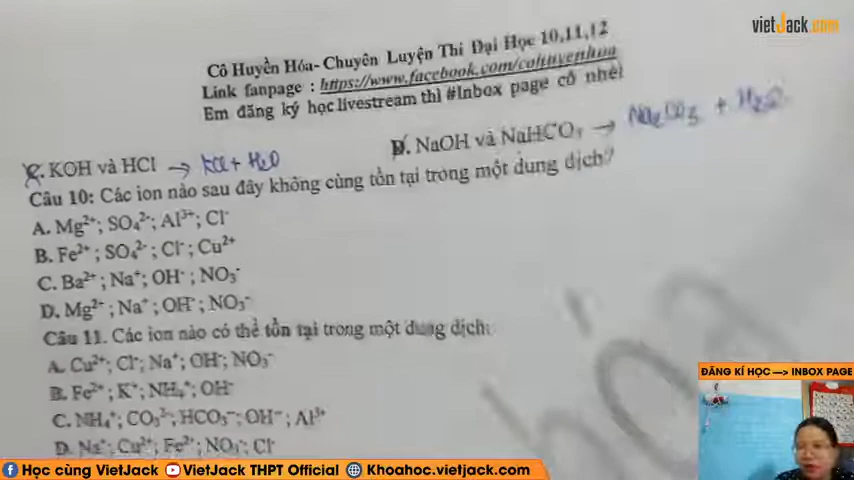 vietJack.com
Cô Huyền Hóa- Chuyên Luyện Thi Đại Học 10,11,12
Link fanpage : https://www.facebook.com/cohuyenhoa
Em đăng ký học livestream thì #Inbox page cô nhé!
C. KOH và HCl → KCl + H₂O
D. NaOH và NaHCO₃ → Na₂CO₃ + H₂O
Câu 10: Các ion nào sau đây không cùng tồn tại trong một dung dịch?
A. Mg²⁺; SO₄²⁻; Al³⁺; Cl⁻
B. Fe²⁺; SO₄²⁻; Cl⁻; Cu²⁺
C. Ba²⁺; Na⁺; OH⁻; NO₃⁻
D. Mg²⁺; Na⁺; OH⁻; NO₃⁻
Câu 11. Các ion nào có thể tồn tại trong một dung dịch:
A. Cu²⁺; Cl⁻; Na⁺; OH⁻; NO₃⁻
B. Fe²⁺; K⁺; NH₄⁺; OH⁻
C. NH₄⁺; CO₃²⁻; HCO₃⁻; OH⁻; Al³⁺
D. Na⁺; Cu²⁺; Fe²⁺; NO₃⁻; Cl⁻
ĐĂNG KÍ HỌC —> INBOX PAGE
Học cùng VietJack VietJack THPT Official Khoahoc.vietjack.com